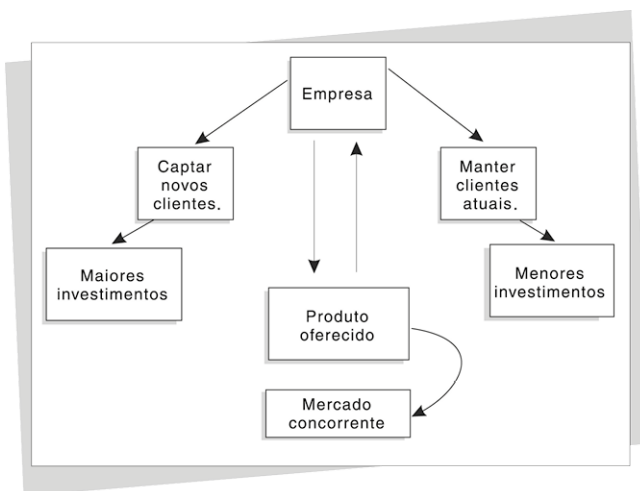 Empresa
Captar
novos
clientes.
Manter
clientes
atuais.
Maiores
investimentos
Menores
investimentos
Produto
oferecido
Mercado
concorrente